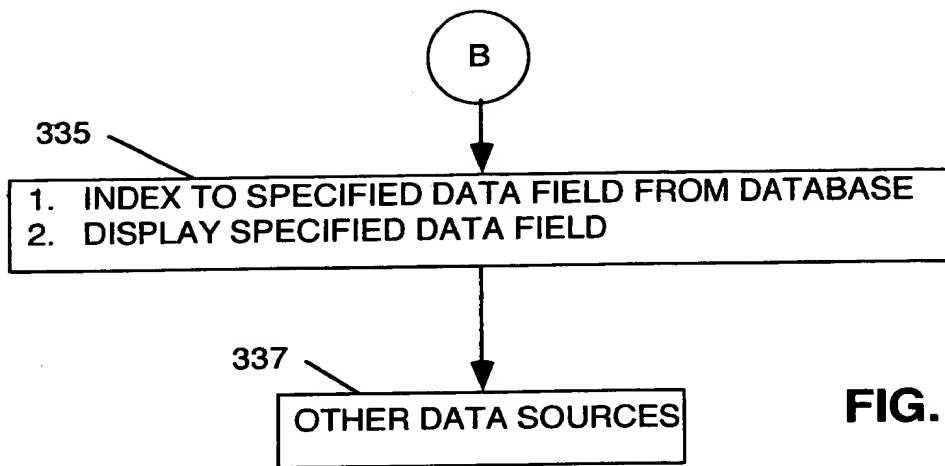 B
335
1. INDEX TO SPECIFIED DATA FIELD FROM DATABASE
2. DISPLAY SPECIFIED DATA FIELD
337
OTHER DATA SOURCES
FIG.